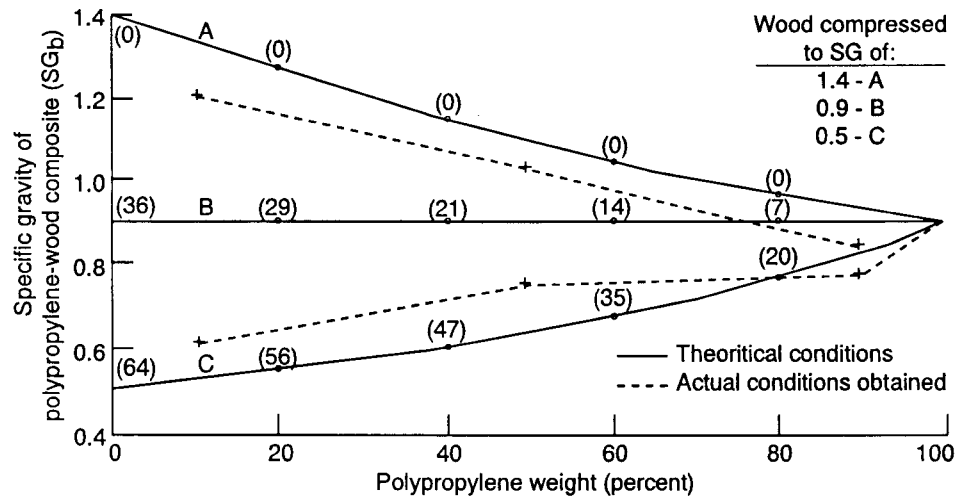 1.4
(0)
A
(0)
Wood compressed
to SG of:
1.4 - A
0.9 - B
0.5 - C
1.2
(0)
(0)
1.0
(0)
(36)
B
(29)
(21)
(14)
(7)
0.8
(20)
(35)
(47)
0.6
(64)
C
(56)
Theoritical conditions
Actual conditions obtained
0.4
0
20
40
60
80
100
Polypropylene weight (percent)
Specific gravity of
polypropylene-wood composite (SGb)